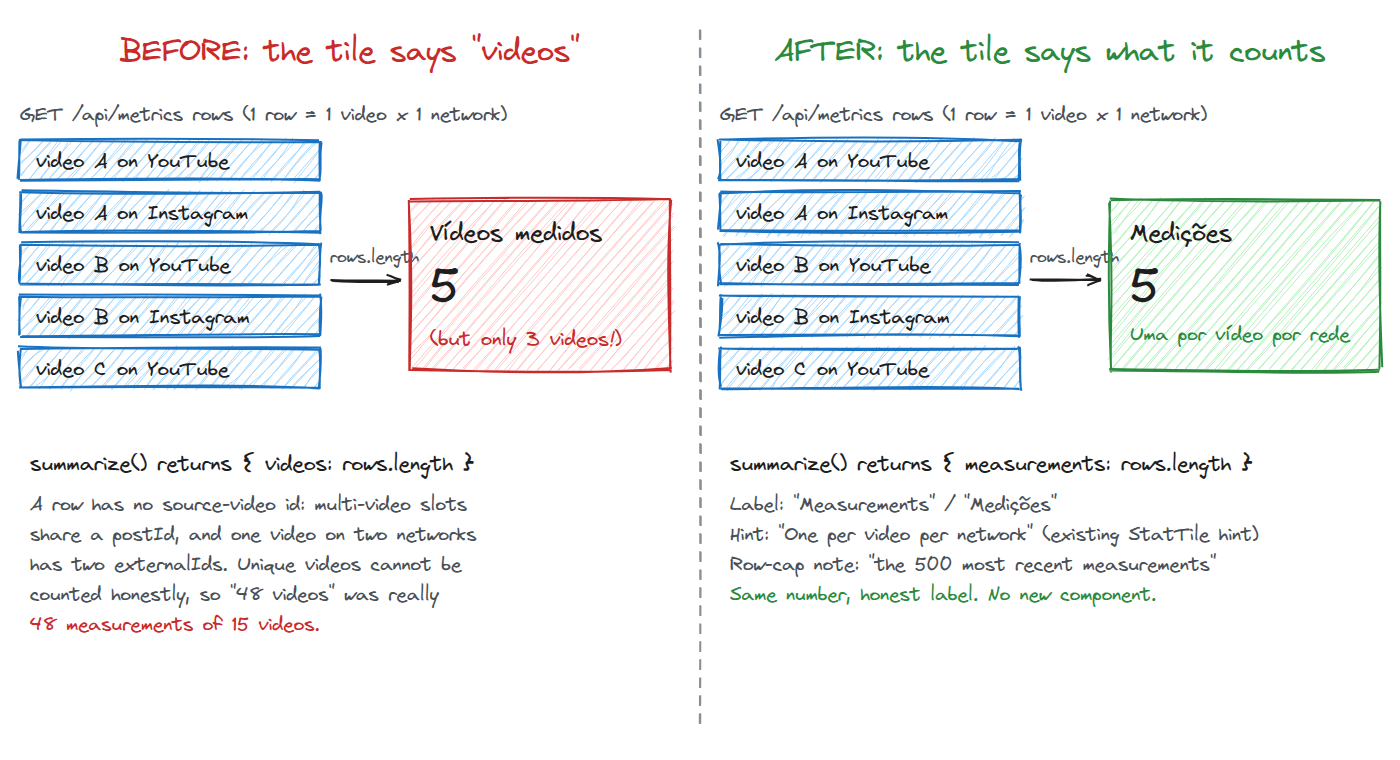 BEFORE: the tile says "videos"
GET /api/metrics rows (1 row = 1 video x 1 network)
video A on YouTube
video A on Instagram
video B on YouTube
video B on Instagram
video C on YouTube
rows.length
Vídeos medidos
5
(but only 3 videos!)
summarize() returns { videos: rows.length }
A row has no source-video id: multi-video slots
share a postId, and one video on two networks
has two externalIds. Unique videos cannot be
counted honestly, so "48 videos" was really
48 measurements of 15 videos.
AFTER: the tile says what it counts
GET /api/metrics rows (1 row = 1 video x 1 network)
video A on YouTube
video A on Instagram
video B on YouTube
video B on Instagram
video C on YouTube
rows.length
Medições
5
Uma por vídeo por rede
summarize() returns { measurements: rows.length }
Label: "Measurements" / "Medições"
Hint: "One per video per network" (existing StatTile hint)
Row-cap note: "the 500 most recent measurements"
Same number, honest label. No new component.